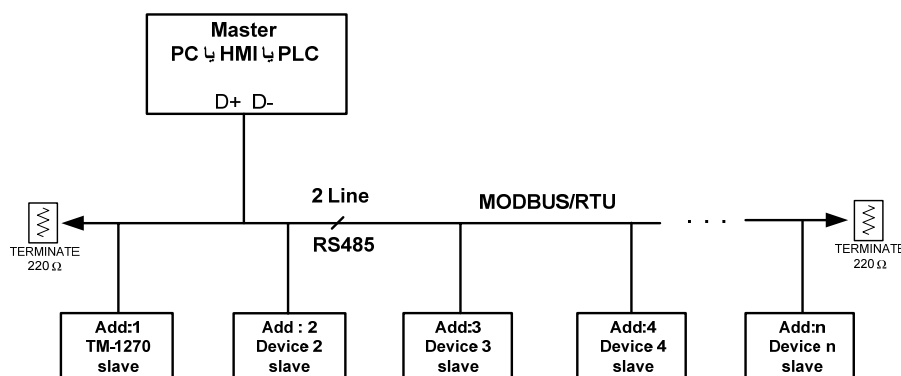 Master
PC یا HMI یا PLC
D+ D-
2 Line
MODBUS/RTU
RS485
. . .
TERMINATE
220 Ω
TERMINATE
220 Ω
Add:1
TM-1270
slave
Add : 2
Device 2
slave
Add:3
Device 3
slave
Add:4
Device 4
slave
Add:n
Device n
slave